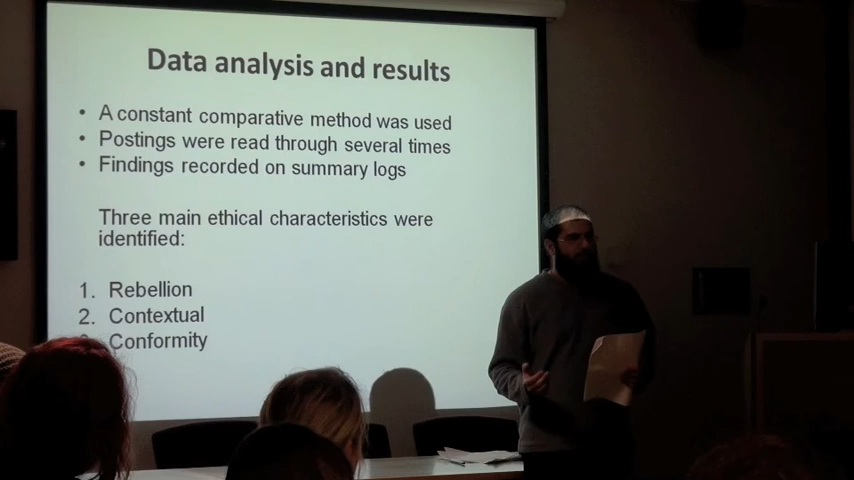 Data analysis and results
• A constant comparative method was used
• Postings were read through several times
• Findings recorded on summary logs
Three main ethical characteristics were
identified:
1. Rebellion
2. Contextual
Conformity